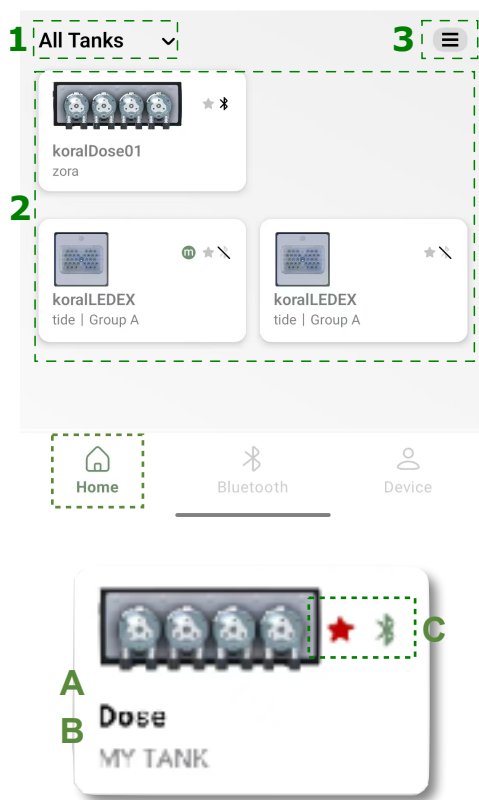 1 All Tanks 3
koralDose01
zora
2
m
koralLEDEX koralLEDEX
tide | Group A tide | Group A
Home Bluetooth Device
C
A
Dose
B
MY TANK